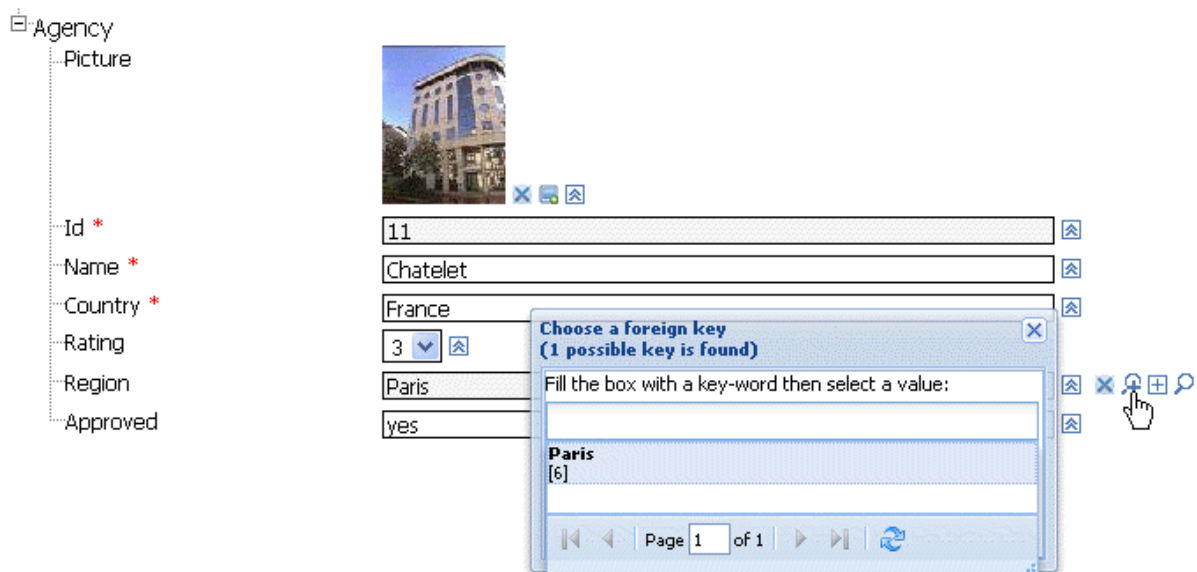 Agency
Picture
Id *
11
Name *
Chatelet
Country *
France
Rating
3
Region
Paris
Approved
yes
Choose a foreign key
(1 possible key is found)
Fill the box with a key-word then select a value:
Paris
[6]
Page 1 of 1